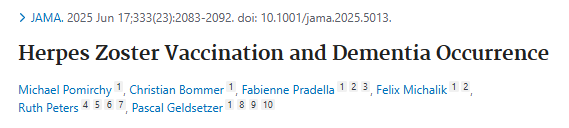 JAMA. 2025 Jun 17;333(23):2083-2092. doi: 10.1001/jama.2025.5013.
Herpes Zoster Vaccination and Dementia Occurrence
Michael Pomirchy 1, Christian Bommer 1, Fabienne Pradella 1 2 3, Felix Michalik 1 2,
Ruth Peters 4 5 6 7, Pascal Geldsetzer 1 8 9 10